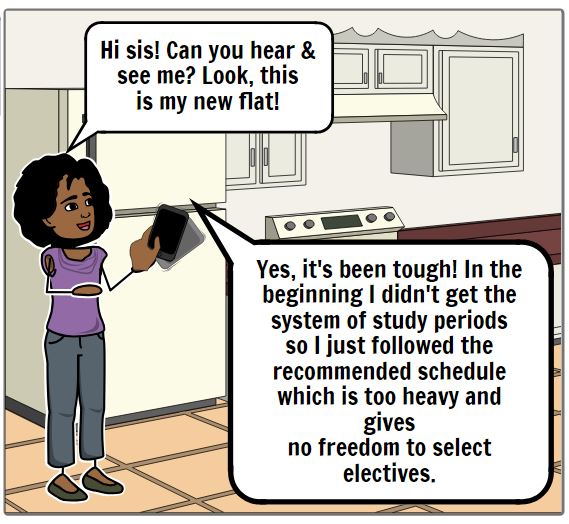 Hi sis! Can you hear &
see me? Look, this
is my new flat!
Yes, it's been tough! In the
beginning I didn't get the
system of study periods
so I just followed the
recommended schedule
which is too heavy and
gives
no freedom to select
electives.